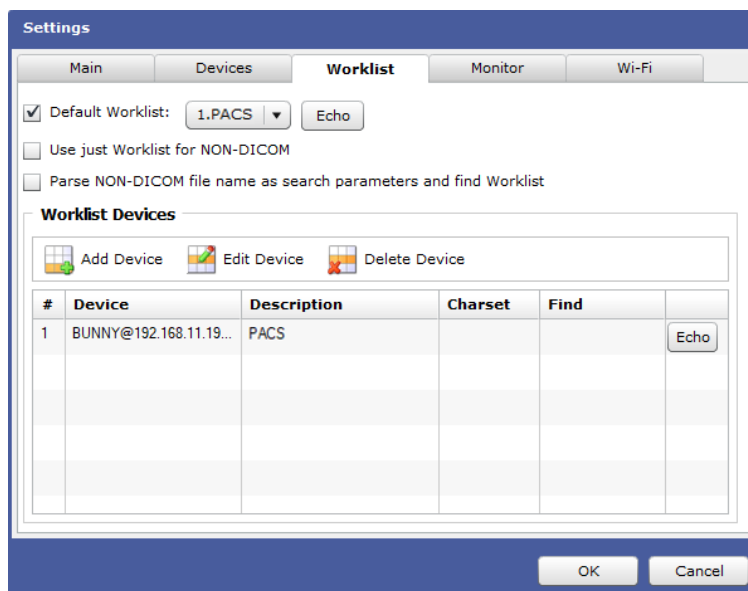 Settings
Main Devices Worklist Monitor Wi-Fi
Default Worklist: 1.PACS Echo
Use just Worklist for NON-DICOM
Parse NON-DICOM file name as search parameters and find Worklist
Worklist Devices
Add Device Edit Device Delete Device
# Device Description Charset Find
1 BUNNY@192.168.11.19... PACS Echo
OK Cancel